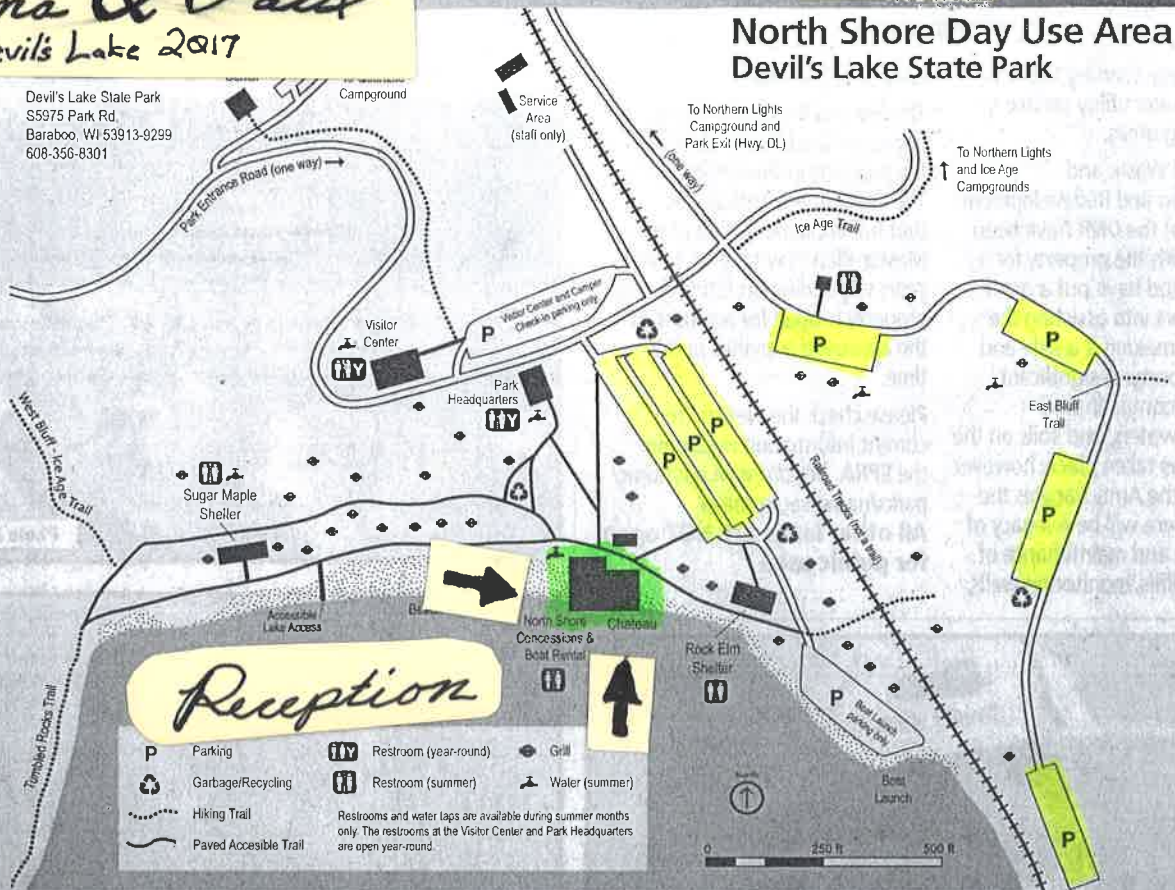 & Paul
Devil's Lake 2017
North Shore Day Use Area
Devil's Lake State Park
Devil's Lake State Park
S5975 Park Rd.
Baraboo, WI 53913-9299
608-356-8301
Campground
Service
Area
(staff only)
To Northern Lights
Campground and
Park Exit (Hwy. DL)
(one way)
To Northern Lights
and Ice Age
Campgrounds
Park Entrance Road (one way)
Ice Age Trail
Visitor Center and Camper
Check-in parking only
P
Visitor
Center
Park
Headquarters
P
P
East Bluff
Trail
P
P
P
West Bluff - Ice Age Trail
Railroad Tracks (not a trail)
Sugar Maple
Shelter
P
Accessible
Lake Access
North Shore
Concessions &
Boat Rental
Chateau
Rock Elm
Shelter
P
Boat Launch
parking only
Boat
Launch
P
Tumbled Rocks Trail
Reception
P Parking
Garbage/Recycling
Hiking Trail
Paved Accesible Trail
Restroom (year-round)
Restroom (summer)
Grill
Water (summer)
Restrooms and water taps are available during summer months
only. The restrooms at the Visitor Center and Park Headquarters
are open year-round.
North
0 250 ft 500 ft